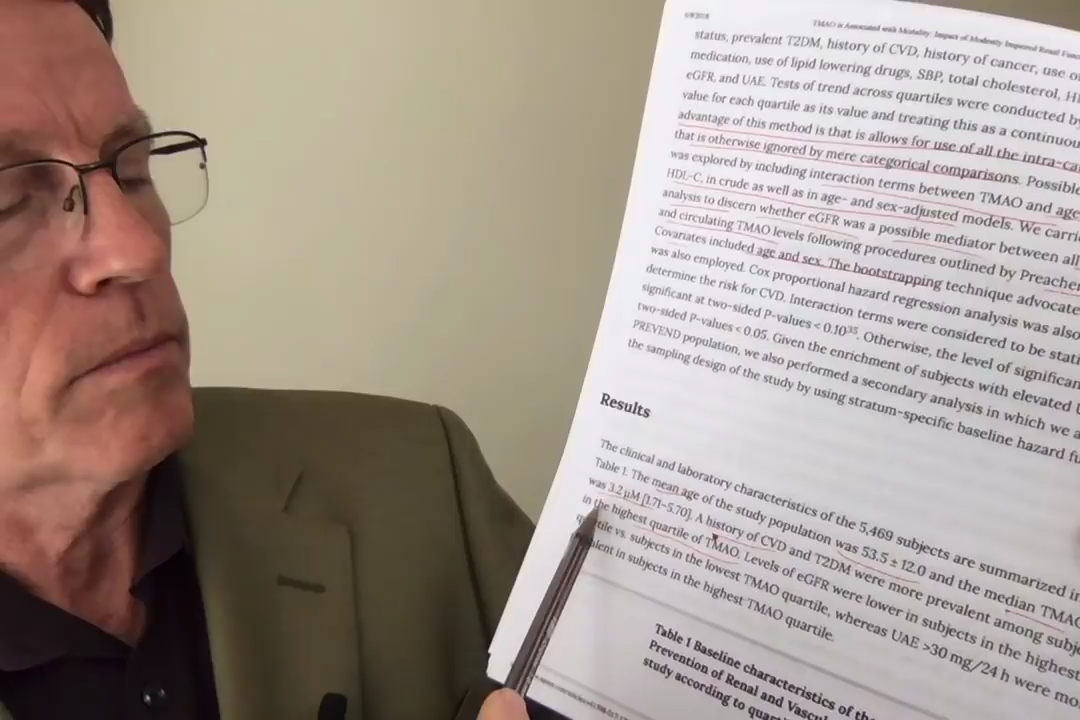 TMAO is Associated with Mortality: Impact of Modestly Impaired Renal Func
status, prevalent T2DM, history of CVD, history of cancer, use o
medication, use of lipid lowering drugs, SBP, total cholesterol, H
eGFR, and UAE. Tests of trend across quartiles were conducted by
value for each quartile as its value and treating this as a continuou
advantage of this method is that is allows for use of all the intra-ca
that is otherwise ignored by mere categorical comparisons. Possible
was explored by including interaction terms between TMAO and age
HDL-C, in crude as well as in age- and sex-adjusted models. We carri
analysis to discern whether eGFR was a possible mediator between all
and circulating TMAO levels following procedures outlined by Preacher
Covariates included age and sex. The bootstrapping technique advocate
was also employed. Cox proportional hazard regression analysis was also
determine the risk for CVD. Interaction terms were considered to be stati
significant at two-sided P-values < 0.10³⁵. Otherwise, the level of significan
two-sided P-values < 0.05. Given the enrichment of subjects with elevated
PREVEND population, we also performed a secondary analysis in which we a
the sampling design of the study by using stratum-specific baseline hazard fu
Results
The clinical and laboratory characteristics of the 5,469 subjects are summarized in
Table 1. The mean age of the study population was 53.5 ± 12.0 and the median TMAO
was 3.2 μM [1.71–5.70]. A history of CVD and T2DM were more prevalent among subje
in the highest quartile of TMAO. Levels of eGFR were lower in subjects in the highest
tile vs. subjects in the lowest TMAO quartile, whereas UAE >30 mg/24 h were mo
alent in subjects in the highest TMAO quartile.
Table 1 Baseline characteristics of the
Prevention of Renal and Vascul
study according to quart